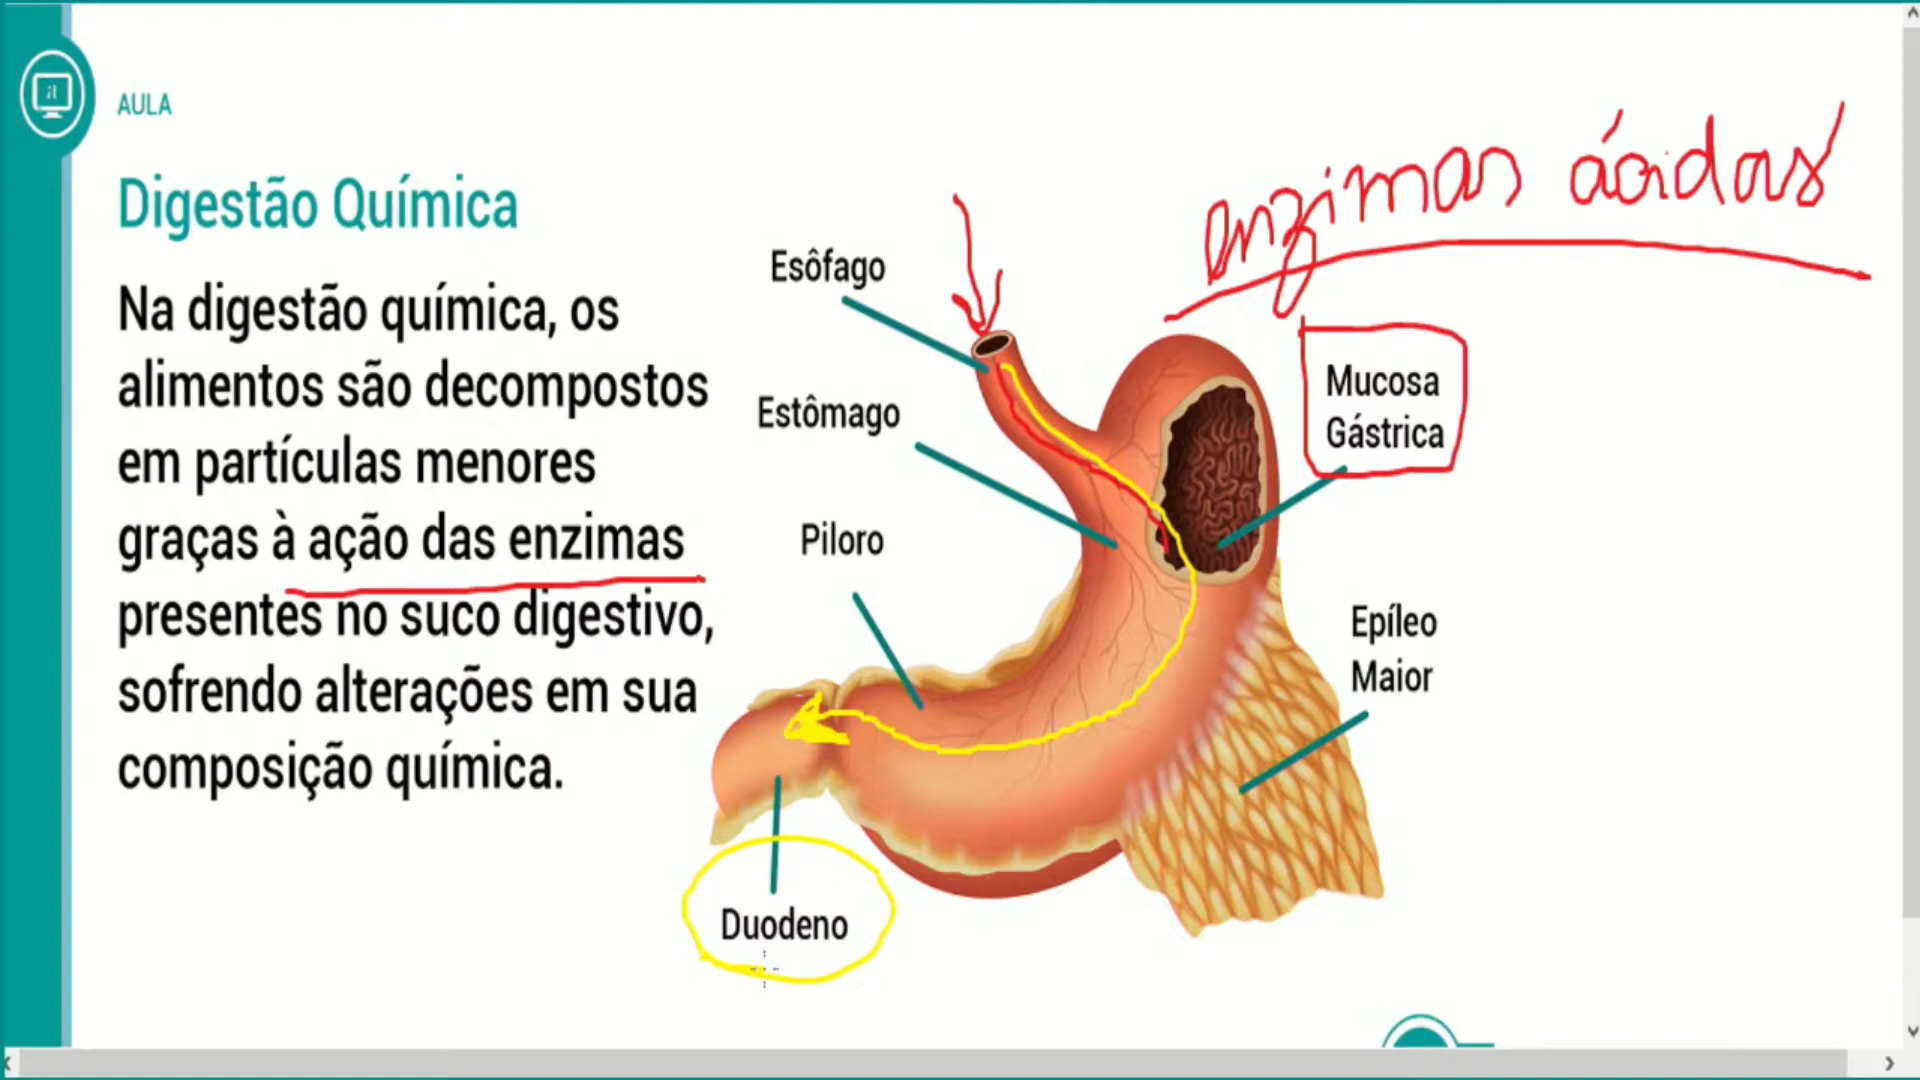 AULA
Digestão Química
Na digestão química, os
alimentos são decompostos
em partículas menores
graças à ação das enzimas
presentes no suco digestivo,
sofrendo alterações em sua
composição química.
enzimas ácidas
Esôfago
Estômago
Piloro
Duodeno
Mucosa
Gástrica
Epíleo
Maior